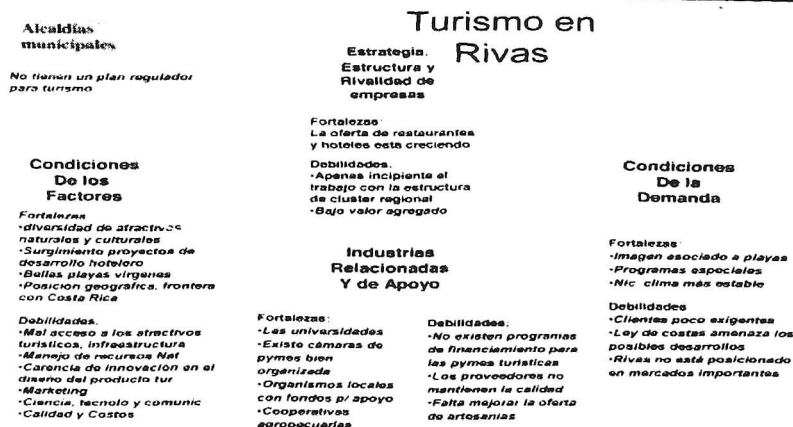 Turismo en
Rivas
Alcaldías
municipales
No tienen un plan regulador
para turismo
Estrategia.
Estructura y
Rivalidad de
empresas
Fortalezas:
La oferta de restaurantes
y hoteles esta creciendo
Debilidades.
•Apenas incipiente el
trabajo con la estructura
de cluster regional
•Bajo valor agregado
Condiciones
De los
Factores
Fortalezas
•diversidad de atractivos
naturales y culturales
•Surgimiento proyectos de
desarrollo hotelero
•Bellas playas vírgenes
•Posición geográfica, frontera
con Costa Rica
Debilidades.
•Mal acceso a los atractivos
turísticos, infraestructura
•Manejo de recursos Nat
•Carencia de innovación en el
diseño del producto tur
•Marketing
•Ciencia, tecnolo y comunic
•Calidad y Costos
Industrias
Relacionadas
Y de Apoyo
Fortalezas:
•Las universidades
•Existe cámaras de
pymes bien
organizada
•Organismos locales
con fondos p/ apoyo
•Cooperativas
agropecuarias
Debilidades:
•No existen programas
de financiamiento para
las pymes turísticas
•Los proveedores no
mantienen la calidad
•Falta mejorar la oferta
de artesanías
Condiciones
De la
Demanda
Fortalezas:
•Imagen asociado a playas
•Programas especiales
•Nic clima más estable
Debilidades
•Clientes poco exigentes
•Ley de costas amenaza los
posibles desarrollos
•Rivas no está posicionado
en mercados importantes